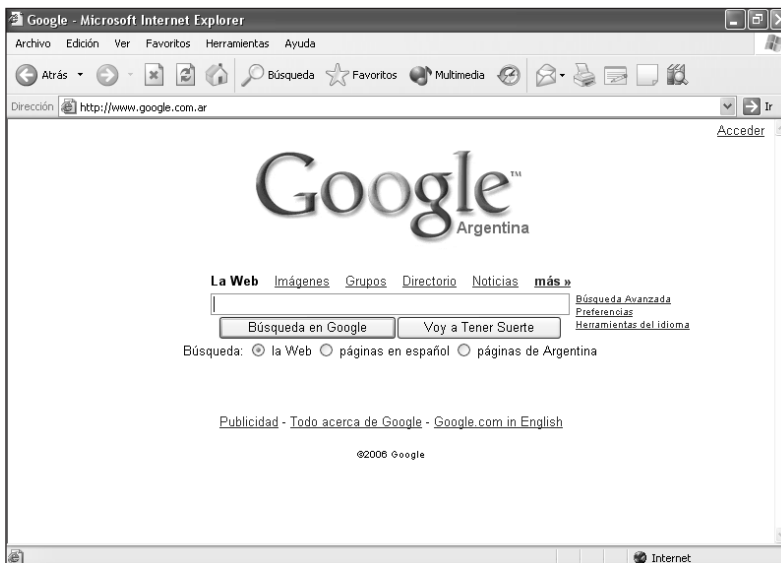 Google - Microsoft Internet Explorer
Archivo Edición Ver Favoritos Herramientas Ayuda
Atrás Búsqueda Favoritos Multimedia
Dirección http://www.google.com.ar Ir
Acceder
Google™
Argentina
La Web Imágenes Grupos Directorio Noticias más »
Búsqueda Avanzada
Preferencias
Herramientas del idioma
Búsqueda en Google Voy a Tener Suerte
Búsqueda: la Web páginas en español páginas de Argentina
Publicidad - Todo acerca de Google - Google.com in English
©2006 Google
Internet